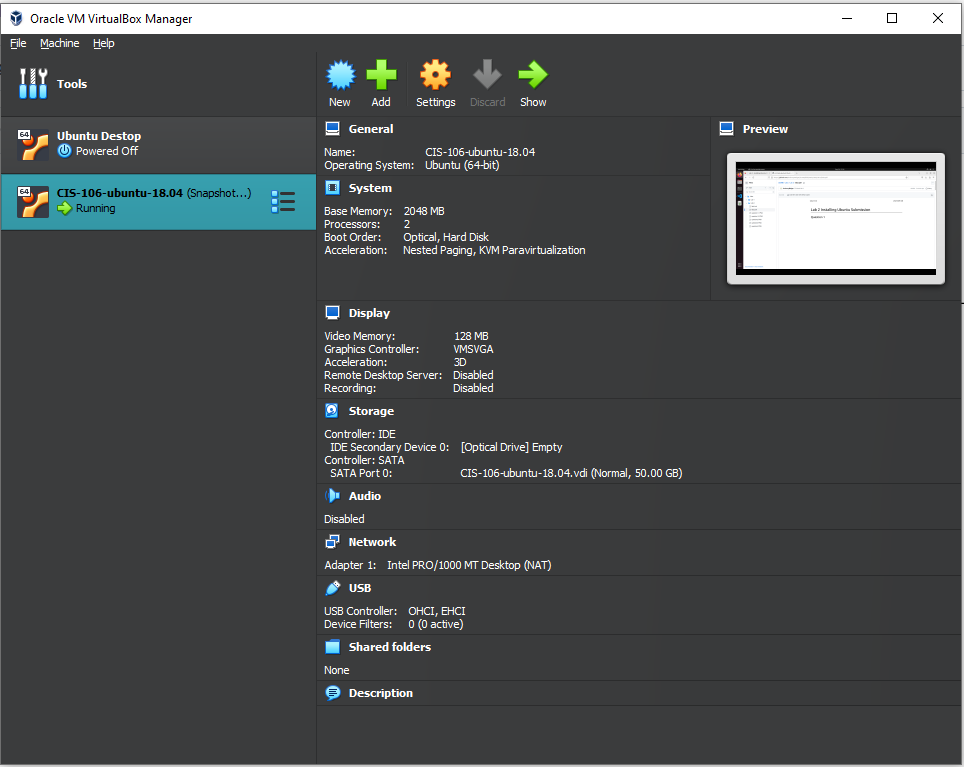 Oracle VM VirtualBox Manager
File Machine Help
Tools
New Add Settings Discard Show
64
Ubuntu Destop
Powered Off
64
CIS-106-ubuntu-18.04 (Snapshot...)
Running
General
Name: CIS-106-ubuntu-18.04
Operating System: Ubuntu (64-bit)
Preview
Lab 2 Installing Ubuntu Submission
System
Base Memory: 2048 MB
Processors: 2
Boot Order: Optical, Hard Disk
Acceleration: Nested Paging, KVM Paravirtualization
Display
Video Memory: 128 MB
Graphics Controller: VMSVGA
Acceleration: 3D
Remote Desktop Server: Disabled
Recording: Disabled
Storage
Controller: IDE
IDE Secondary Device 0: [Optical Drive] Empty
Controller: SATA
SATA Port 0: CIS-106-ubuntu-18.04.vdi (Normal, 50.00 GB)
Audio
Disabled
Network
Adapter 1: Intel PRO/1000 MT Desktop (NAT)
USB
USB Controller: OHCI, EHCI
Device Filters: 0 (0 active)
Shared folders
None
Description